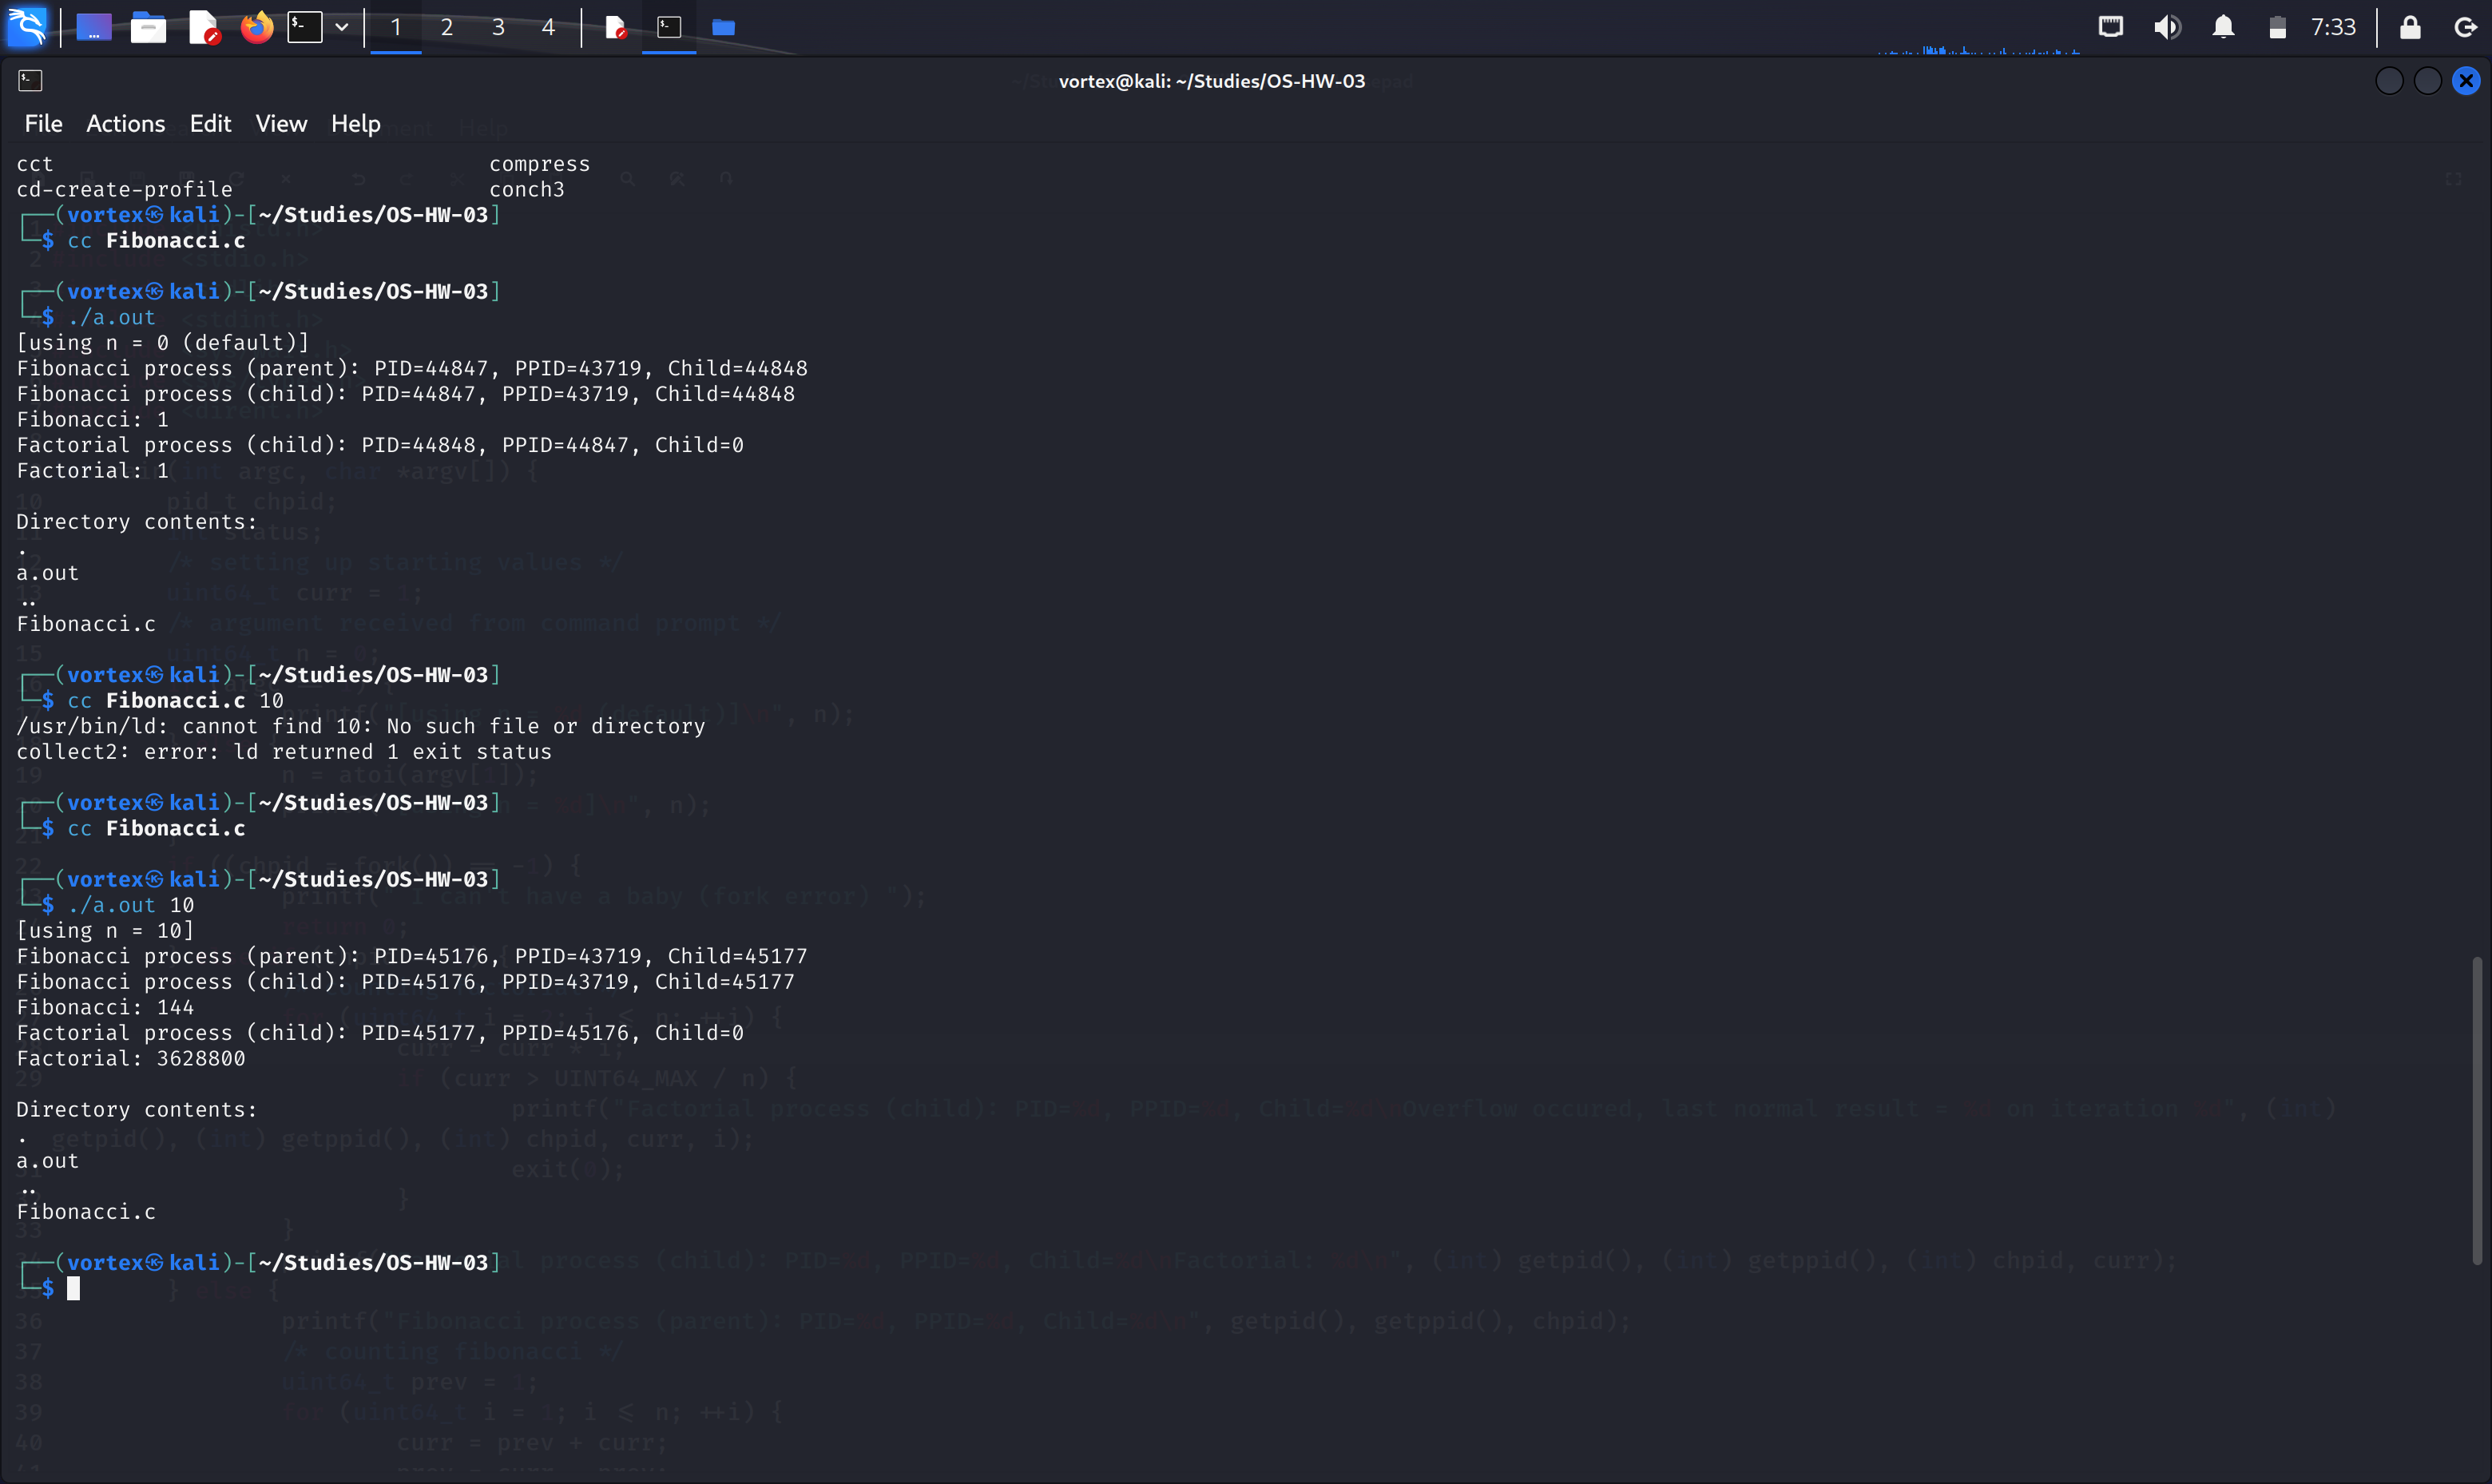 1 2 3 4 7:33
vortex@kali: ~/Studies/OS-HW-03
File Actions Edit View Help
cct compress
cd-create-profile conch3
(vortex㉿kali)-[~/Studies/OS-HW-03]
$ cc Fibonacci.c
(vortex㉿kali)-[~/Studies/OS-HW-03]
$ ./a.out
[using n = 0 (default)]
Fibonacci process (parent): PID=44847, PPID=43719, Child=44848
Fibonacci process (child): PID=44847, PPID=43719, Child=44848
Fibonacci: 1
Factorial process (child): PID=44848, PPID=44847, Child=0
Factorial: 1
Directory contents:
.
a.out
..
Fibonacci.c
(vortex㉿kali)-[~/Studies/OS-HW-03]
$ cc Fibonacci.c 10
/usr/bin/ld: cannot find 10: No such file or directory
collect2: error: ld returned 1 exit status
(vortex㉿kali)-[~/Studies/OS-HW-03]
$ cc Fibonacci.c
(vortex㉿kali)-[~/Studies/OS-HW-03]
$ ./a.out 10
[using n = 10]
Fibonacci process (parent): PID=45176, PPID=43719, Child=45177
Fibonacci process (child): PID=45176, PPID=43719, Child=45177
Fibonacci: 144
Factorial process (child): PID=45177, PPID=45176, Child=0
Factorial: 3628800
Directory contents:
.
a.out
..
Fibonacci.c
(vortex㉿kali)-[~/Studies/OS-HW-03]
$